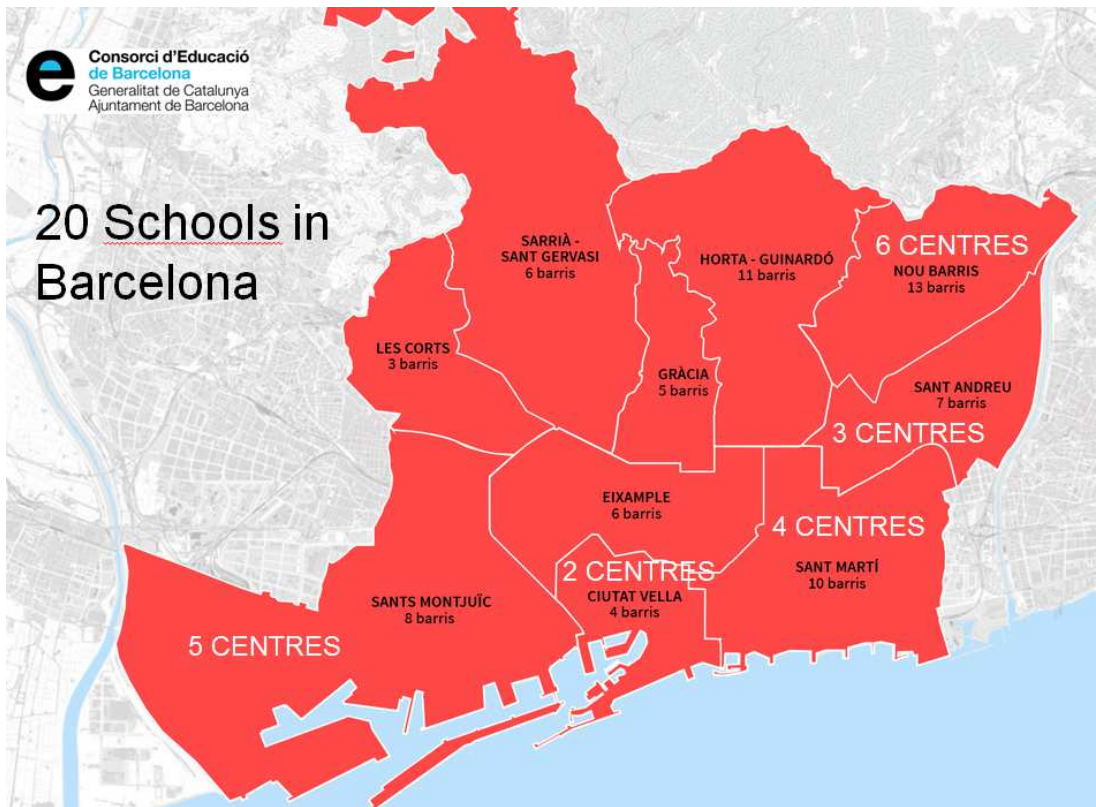 e
Consorci d'Educació
de Barcelona
Generalitat de Catalunya
Ajuntament de Barcelona
20 Schools in
Barcelona
SARRIÀ -
SANT GERVASI
6 barris
HORTA - GUINARDÓ
11 barris
6 CENTRES
NOU BARRIS
13 barris
LES CORTS
3 barris
GRÀCIA
5 barris
SANT ANDREU
7 barris
3 CENTRES
EIXAMPLE
6 barris
4 CENTRES
SANT MARTÍ
10 barris
2 CENTRES
CIUTAT VELLA
4 barris
SANTS MONTJUÏC
8 barris
5 CENTRES